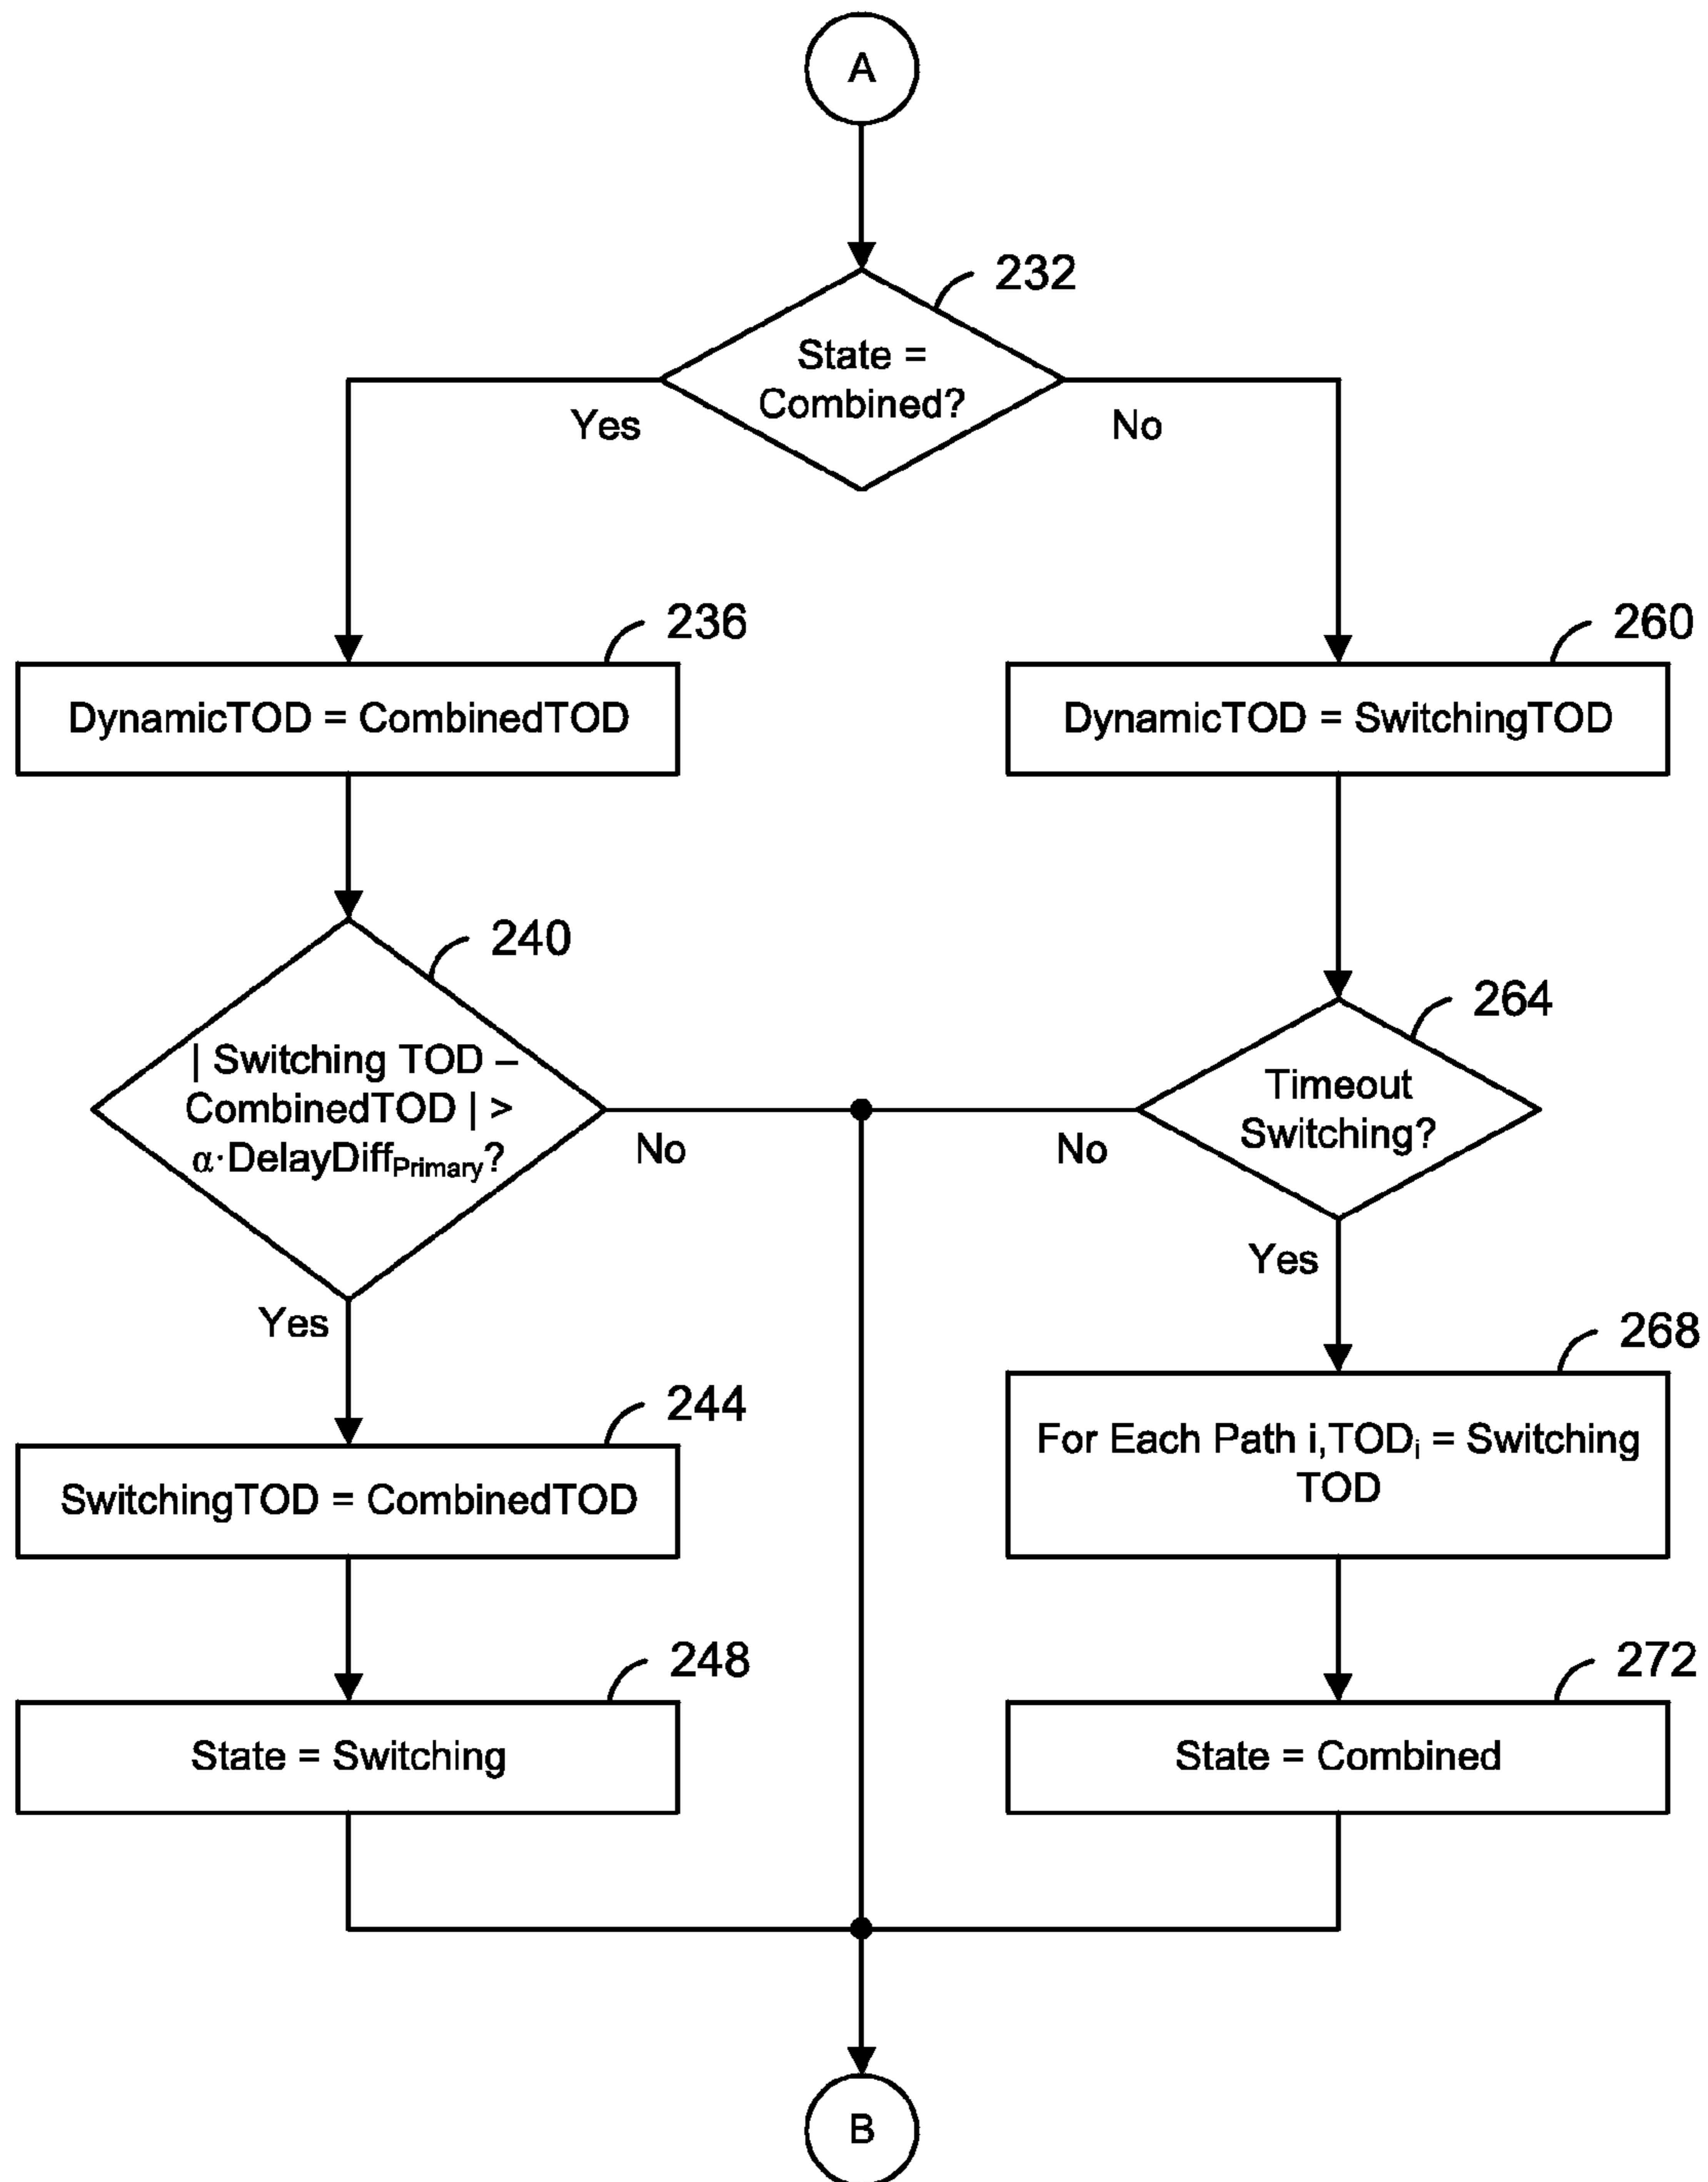 A
232
State =
Combined?
Yes
No
236
DynamicTOD = CombinedTOD
260
DynamicTOD = SwitchingTOD
240
| Switching TOD –
CombinedTOD | >
α·DelayDiffPrimary?
No
Yes
264
Timeout
Switching?
No
Yes
244
SwitchingTOD = CombinedTOD
268
For Each Path i,TODi = Switching
TOD
248
State = Switching
272
State = Combined
B